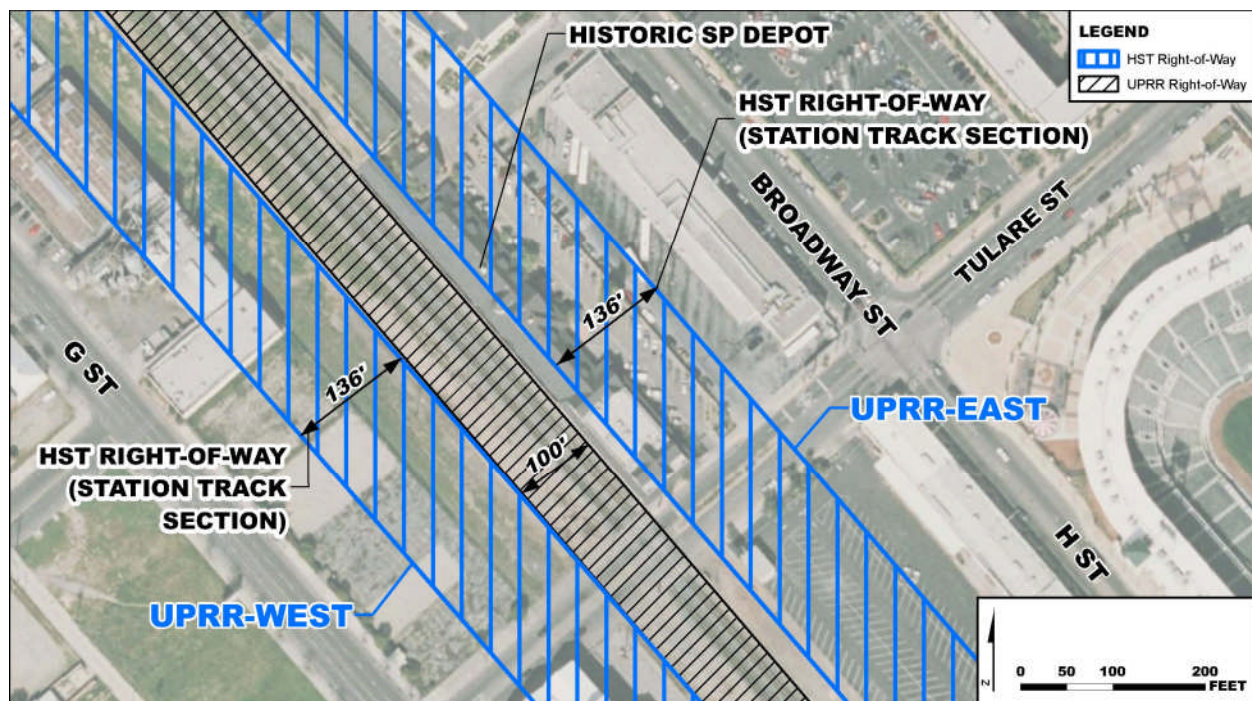 HISTORIC SP DEPOT
LEGEND
HST Right-of-Way
UPRR Right-of-Way
HST RIGHT-OF-WAY
(STATION TRACK SECTION)
BROADWAY ST
TULARE ST
136'
G ST
136'
UPRR-EAST
HST RIGHT-OF-WAY
(STATION TRACK
SECTION)
100'
H ST
UPRR-WEST
N
0 50 100 200
FEET